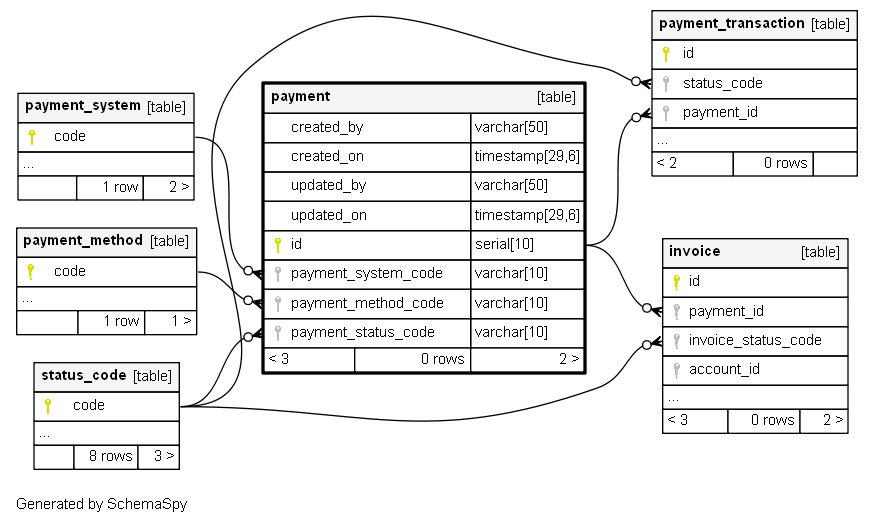 payment_transaction [table]
id
status_code
payment_id
...
< 2 0 rows
payment_system [table]
code
...
1 row 2 >
payment [table]
created_by varchar[50]
created_on timestamp[29,6]
updated_by varchar[50]
updated_on timestamp[29,6]
id serial[10]
payment_system_code varchar[10]
payment_method_code varchar[10]
payment_status_code varchar[10]
< 3 0 rows 2 >
payment_method [table]
code
...
1 row 1 >
invoice [table]
id
payment_id
invoice_status_code
account_id
...
< 3 0 rows 2 >
status_code [table]
code
...
8 rows 3 >
Generated by SchemaSpy